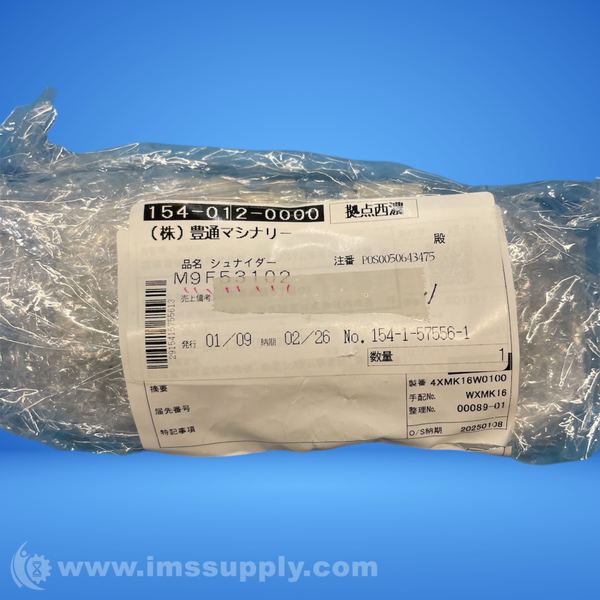 154-012-0000 拠点西濃
（株）豊通マシナリー 殿
品名 シュナイダー 注番 POS0050643475
M9F53102
売上備考
2915415755613
発行 01/09 納期 02/26 No. 154-1-57556-1
数量 1
摘要 製番 4XMK16W0100
手配No. WXMK16
届先番号 整理No. 00089-01
特記事項 O/S納期 20250108
www.imssupply.com